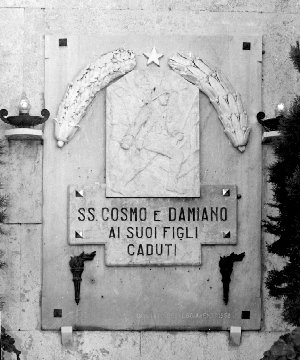 SS. COSMO E DAMIANO
AI SUOI FIGLI
CADUTI